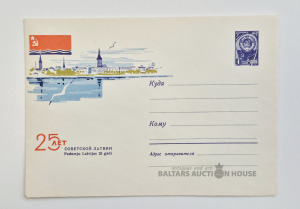 Куда
25 ЛЕТ
СОВЕТСКОЙ ЛАТВИИ
Padomju Latvijai 25 gadi
Кому
Адрес отправителя
BALTARS AUCTION HOUSE